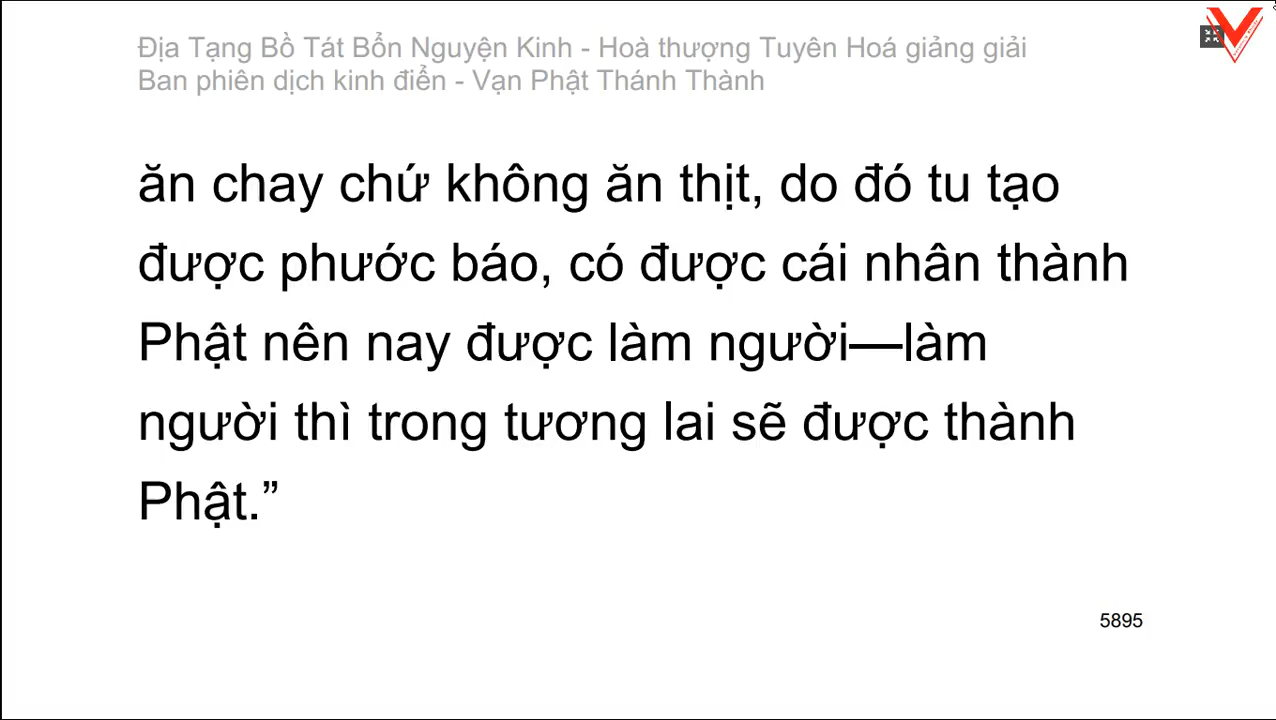 Địa Tạng Bồ Tát Bổn Nguyện Kinh - Hoà thượng Tuyên Hoá giảng giải
Ban phiên dịch kinh điển - Vạn Phật Thánh Thành
ăn chay chứ không ăn thịt, do đó tu tạo
được phước báo, có được cái nhân thành
Phật nên nay được làm người—làm
người thì trong tương lai sẽ được thành
Phật.”
5895